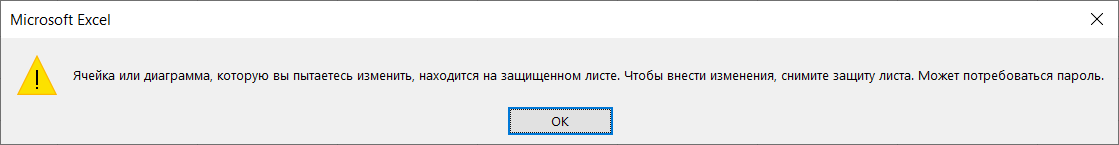 Microsoft Excel
Ячейка или диаграмма, которую вы пытаетесь изменить, находится на защищенном листе. Чтобы внести изменения, снимите защиту листа. Может потребоваться пароль.
ОК